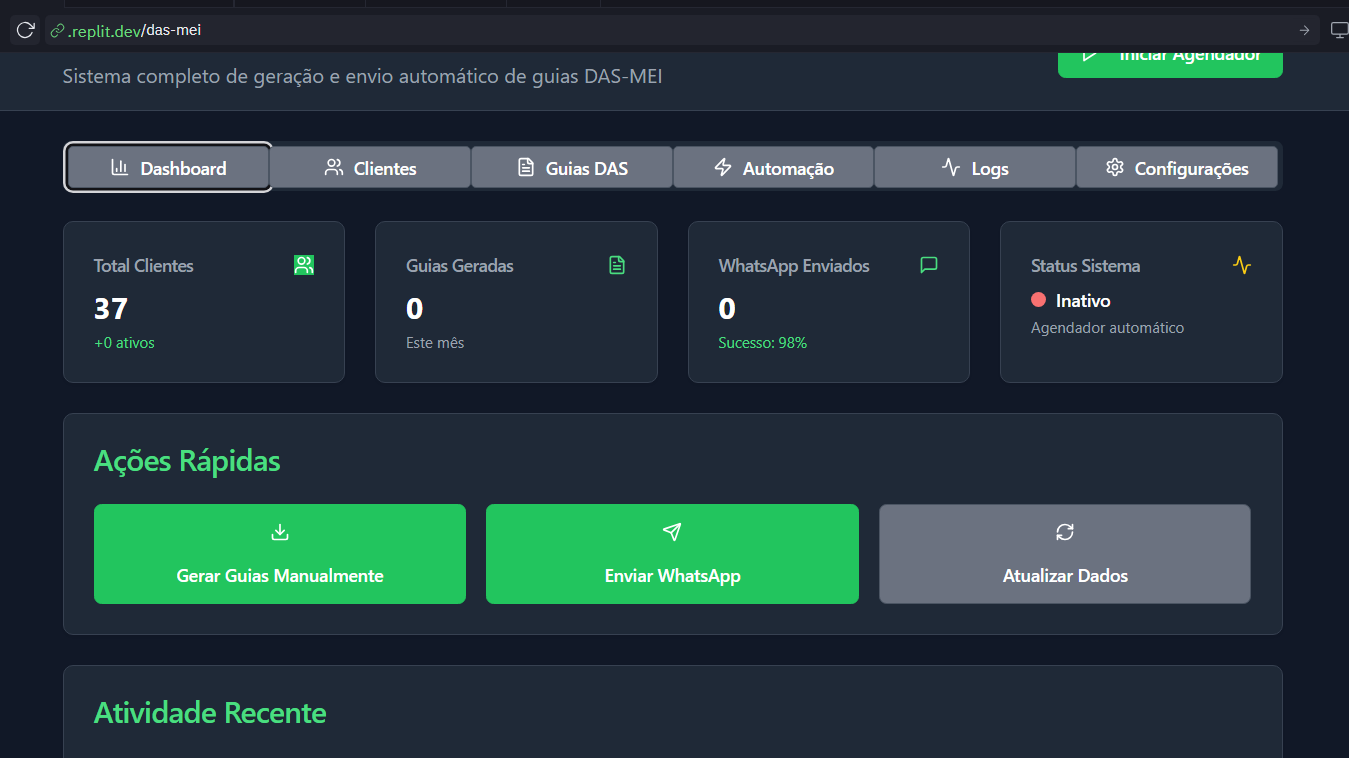 .replit.dev/das-mei
Sistema completo de geração e envio automático de guias DAS-MEI
Iniciar Agendador
Dashboard
Clientes
Guias DAS
Automação
Logs
Configurações
Total Clientes
37
+0 ativos
Guias Geradas
0
Este mês
WhatsApp Enviados
0
Sucesso: 98%
Status Sistema
Inativo
Agendador automático
Ações Rápidas
Gerar Guias Manualmente
Enviar WhatsApp
Atualizar Dados
Atividade Recente